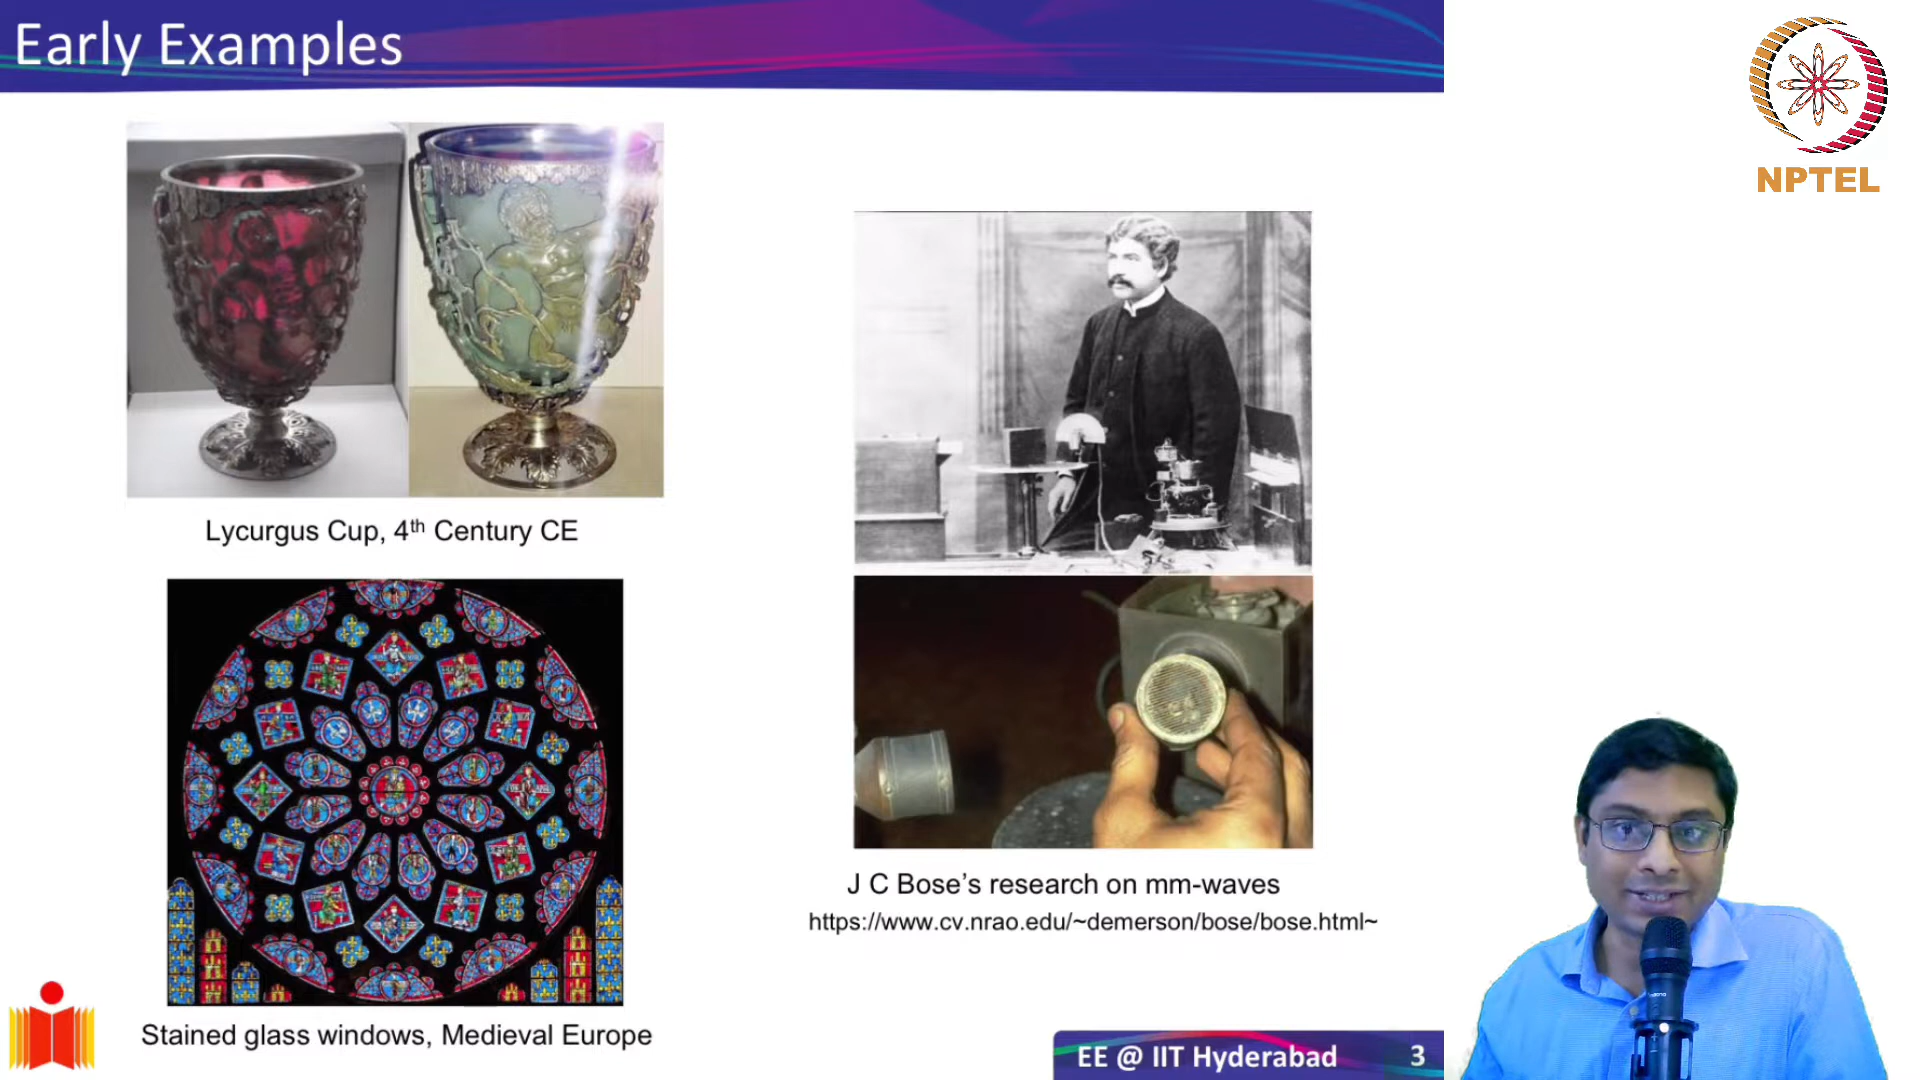 Early Examples
NPTEL
Lycurgus Cup, 4th Century CE
Stained glass windows, Medieval Europe
J C Bose's research on mm-waves
https://www.cv.nrao.edu/~demerson/bose/bose.html~
EE @ IIT Hyderabad 3